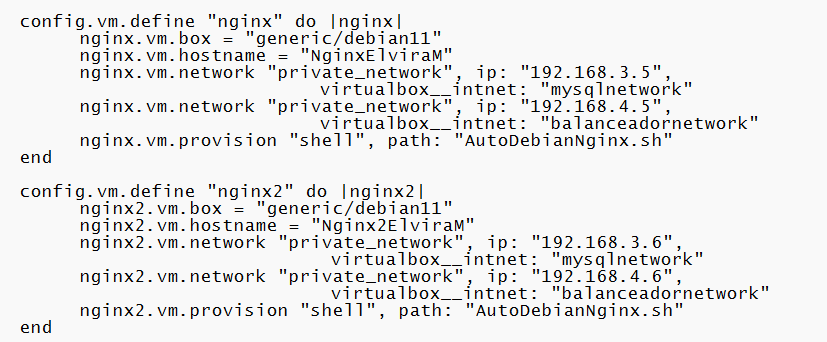 config.vm.define "nginx" do |nginx|
nginx.vm.box = "generic/debian11"
nginx.vm.hostname = "NginxElviraM"
nginx.vm.network "private_network", ip: "192.168.3.5",
virtualbox__intnet: "mysqlnetwork"
nginx.vm.network "private_network", ip: "192.168.4.5",
virtualbox__intnet: "balanceadornetwork"
nginx.vm.provision "shell", path: "AutoDebianNginx.sh"
end
config.vm.define "nginx2" do |nginx2|
nginx2.vm.box = "generic/debian11"
nginx2.vm.hostname = "Nginx2ElviraM"
nginx2.vm.network "private_network", ip: "192.168.3.6",
virtualbox__intnet: "mysqlnetwork"
nginx2.vm.network "private_network", ip: "192.168.4.6",
virtualbox__intnet: "balanceadornetwork"
nginx2.vm.provision "shell", path: "AutoDebianNginx.sh"
end